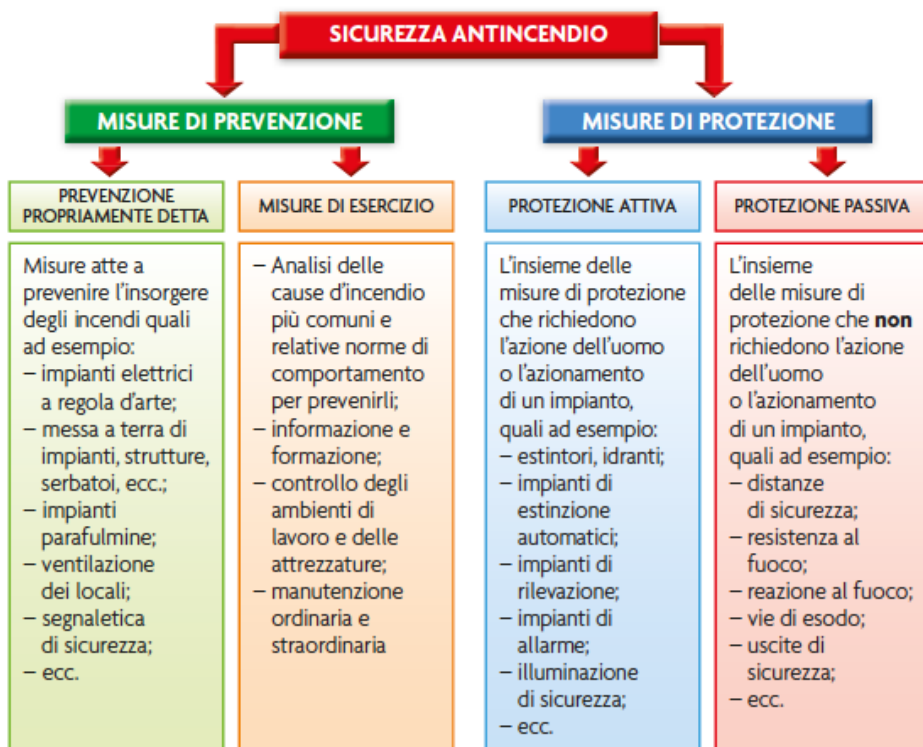 SICUREZZA ANTINCENDIO
MISURE DI PREVENZIONE
MISURE DI PROTEZIONE
PREVENZIONE
PROPRIAMENTE DETTA
Misure atte a
prevenire l'insorgere
degli incendi quali
ad esempio:
– impianti elettrici
a regola d'arte;
– messa a terra di
impianti, strutture,
serbatoi, ecc.;
– impianti
parafulmine;
– ventilazione
dei locali;
– segnaletica
di sicurezza;
– ecc.
MISURE DI ESERCIZIO
– Analisi delle
cause d'incendio
più comuni e
relative norme di
comportamento
per prevenirli;
– informazione e
formazione;
– controllo degli
ambienti di
lavoro e delle
attrezzature;
– manutenzione
ordinaria e
straordinaria
PROTEZIONE ATTIVA
L'insieme delle
misure di protezione
che richiedono
l'azione dell'uomo
o l'azionamento
di un impianto,
quali ad esempio:
– estintori, idranti;
– impianti di
estinzione
automatici;
– impianti di
rilevazione;
– impianti di
allarme;
– illuminazione
di sicurezza;
– ecc.
PROTEZIONE PASSIVA
L'insieme
delle misure di
protezione che non
richiedono l'azione
dell'uomo
o l'azionamento
di un impianto,
quali ad esempio:
– distanze
di sicurezza;
– resistenza al
fuoco;
– reazione al fuoco;
– vie di esodo;
– uscite di
sicurezza;
– ecc.